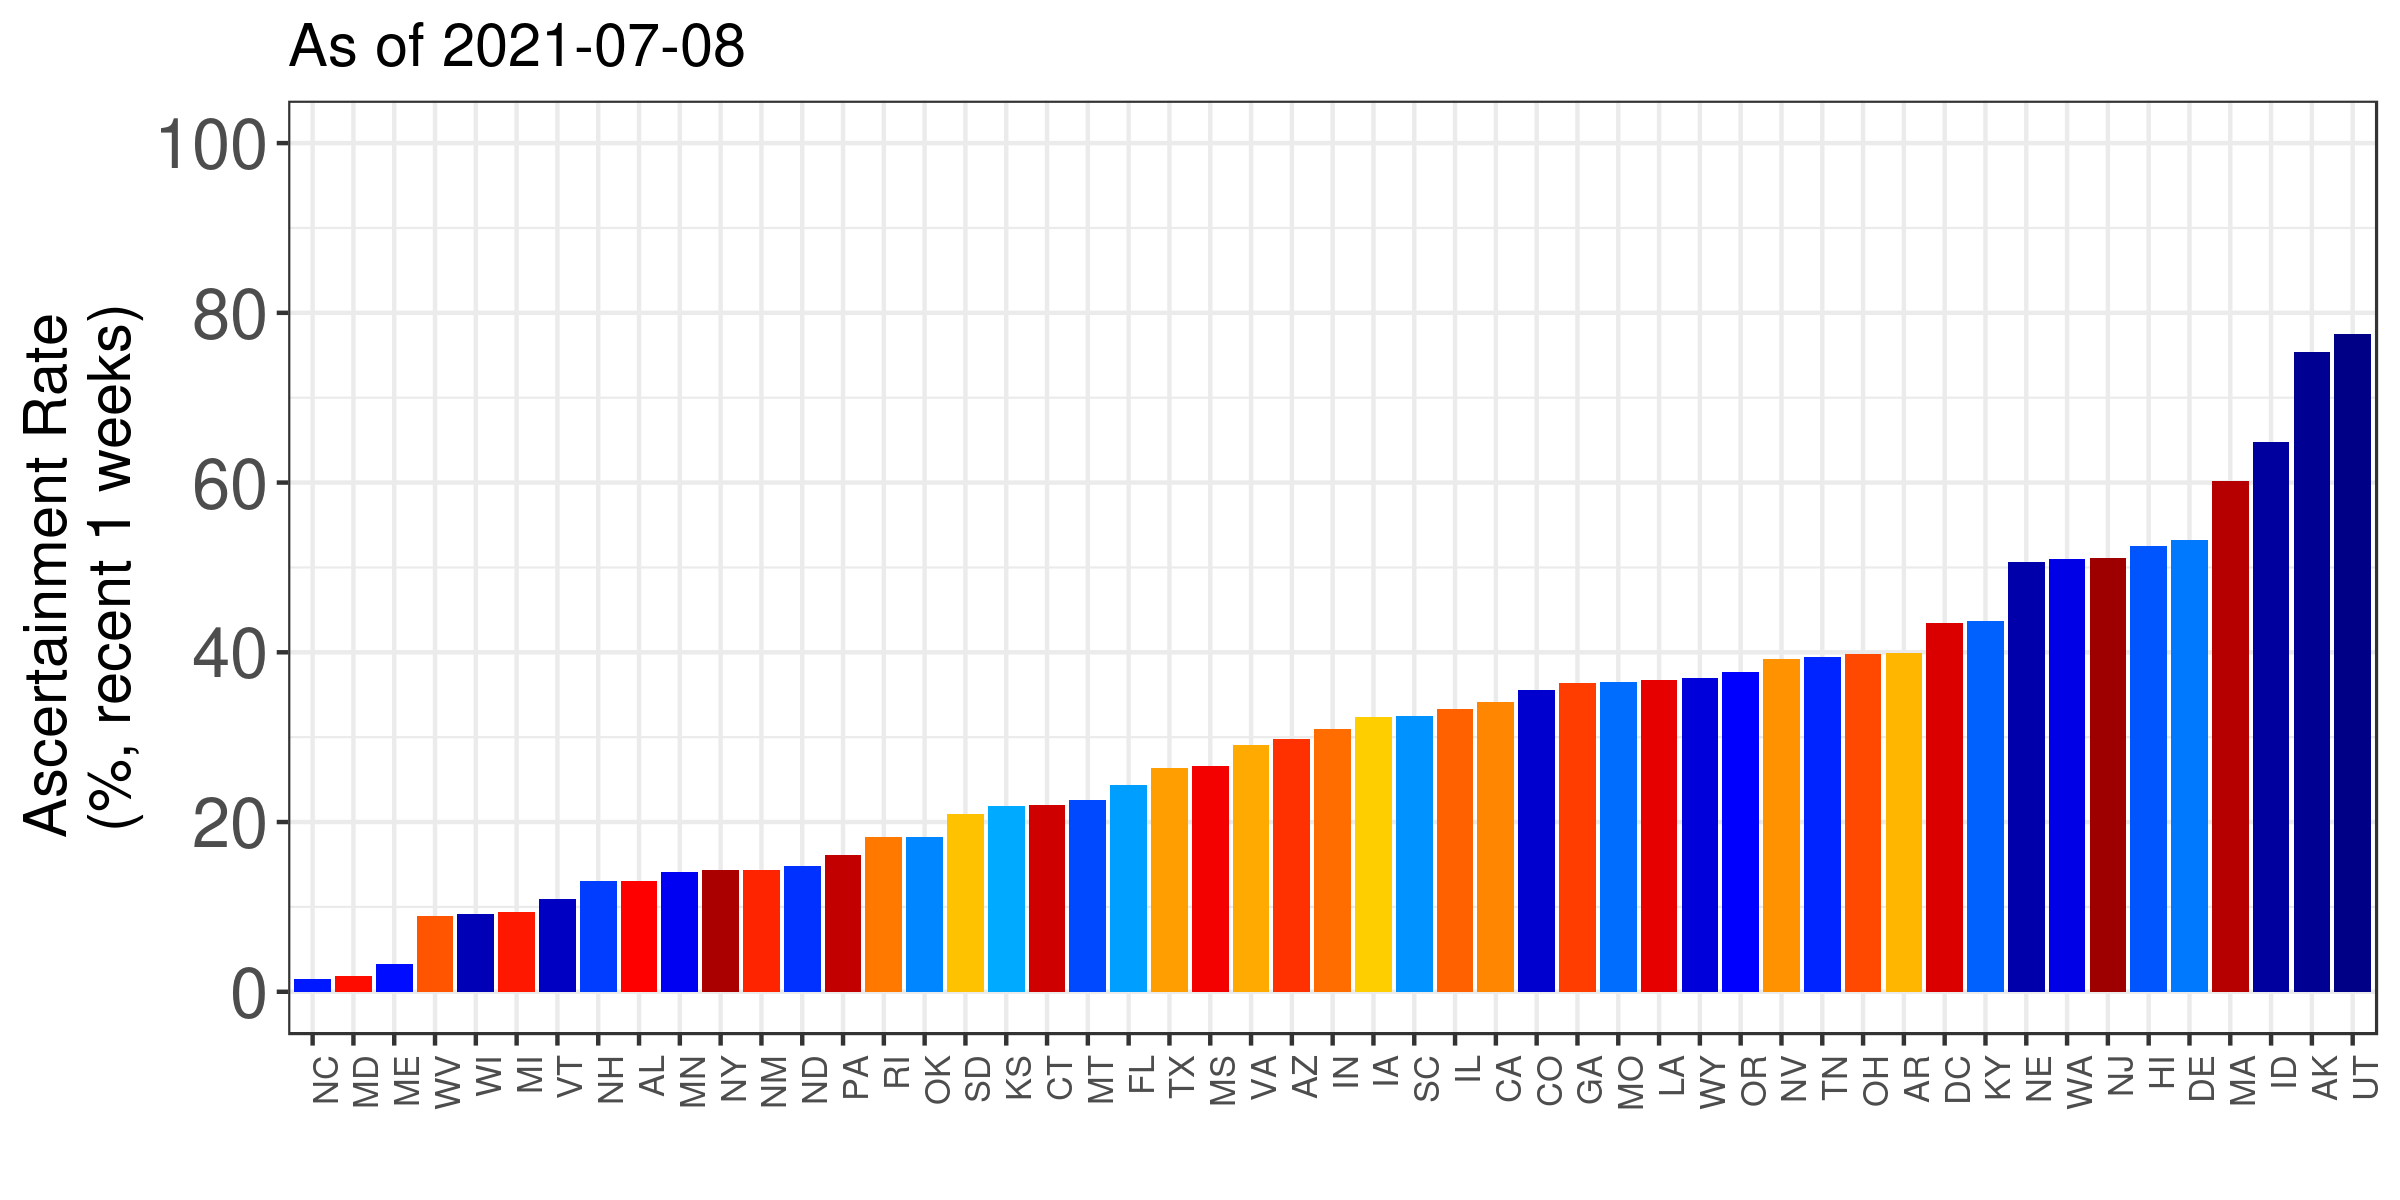 As of 2021-07-08
Ascertainment Rate
(%, recent 1 weeks)
100
80
60
40
20
0
NC MD ME WV WI MI VT NH AL MN NY NM ND PA RI OK SD KS CT MT FL TX MS VA AZ IN IA SC IL CA CO GA MO LA WY OR NV TN OH AR DC KY NE WA NJ HI DE MA ID AK UT